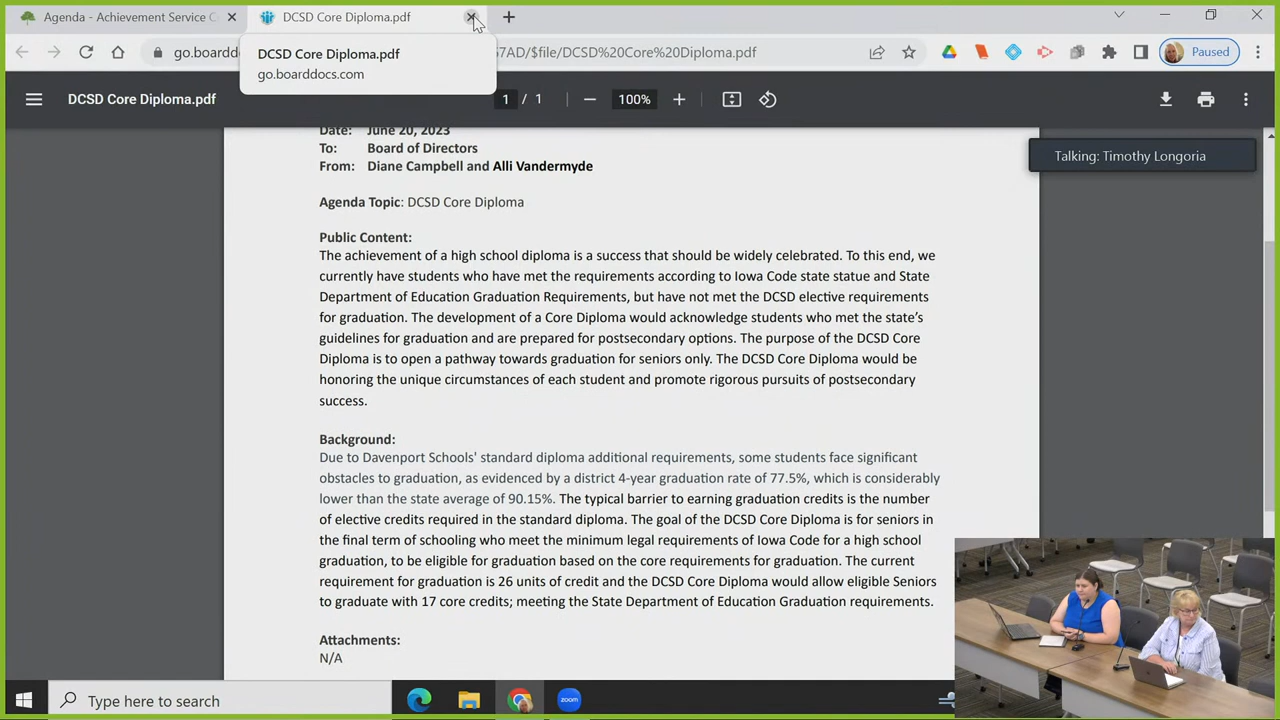 Agenda - Achievement Service C
DCSD Core Diploma.pdf
go.boardd
67AD/$file/DCSD%20Core%20Diploma.pdf
Paused
DCSD Core Diploma.pdf
go.boarddocs.com
DCSD Core Diploma.pdf
1 / 1
100%
Talking: Timothy Longoria
Date: June 20, 2023
To: Board of Directors
From: Diane Campbell and Alli Vandermyde
Agenda Topic: DCSD Core Diploma
Public Content:
The achievement of a high school diploma is a success that should be widely celebrated. To this end, we
currently have students who have met the requirements according to Iowa Code state statue and State
Department of Education Graduation Requirements, but have not met the DCSD elective requirements
for graduation. The development of a Core Diploma would acknowledge students who met the state's
guidelines for graduation and are prepared for postsecondary options. The purpose of the DCSD Core
Diploma is to open a pathway towards graduation for seniors only. The DCSD Core Diploma would be
honoring the unique circumstances of each student and promote rigorous pursuits of postsecondary
success.
Background:
Due to Davenport Schools' standard diploma additional requirements, some students face significant
obstacles to graduation, as evidenced by a district 4-year graduation rate of 77.5%, which is considerably
lower than the state average of 90.15%. The typical barrier to earning graduation credits is the number
of elective credits required in the standard diploma. The goal of the DCSD Core Diploma is for seniors in
the final term of schooling who meet the minimum legal requirements of Iowa Code for a high school
graduation, to be eligible for graduation based on the core requirements for graduation. The current
requirement for graduation is 26 units of credit and the DCSD Core Diploma would allow eligible Seniors
to graduate with 17 core credits; meeting the State Department of Education Graduation requirements.
Attachments:
N/A
Type here to search
zoom